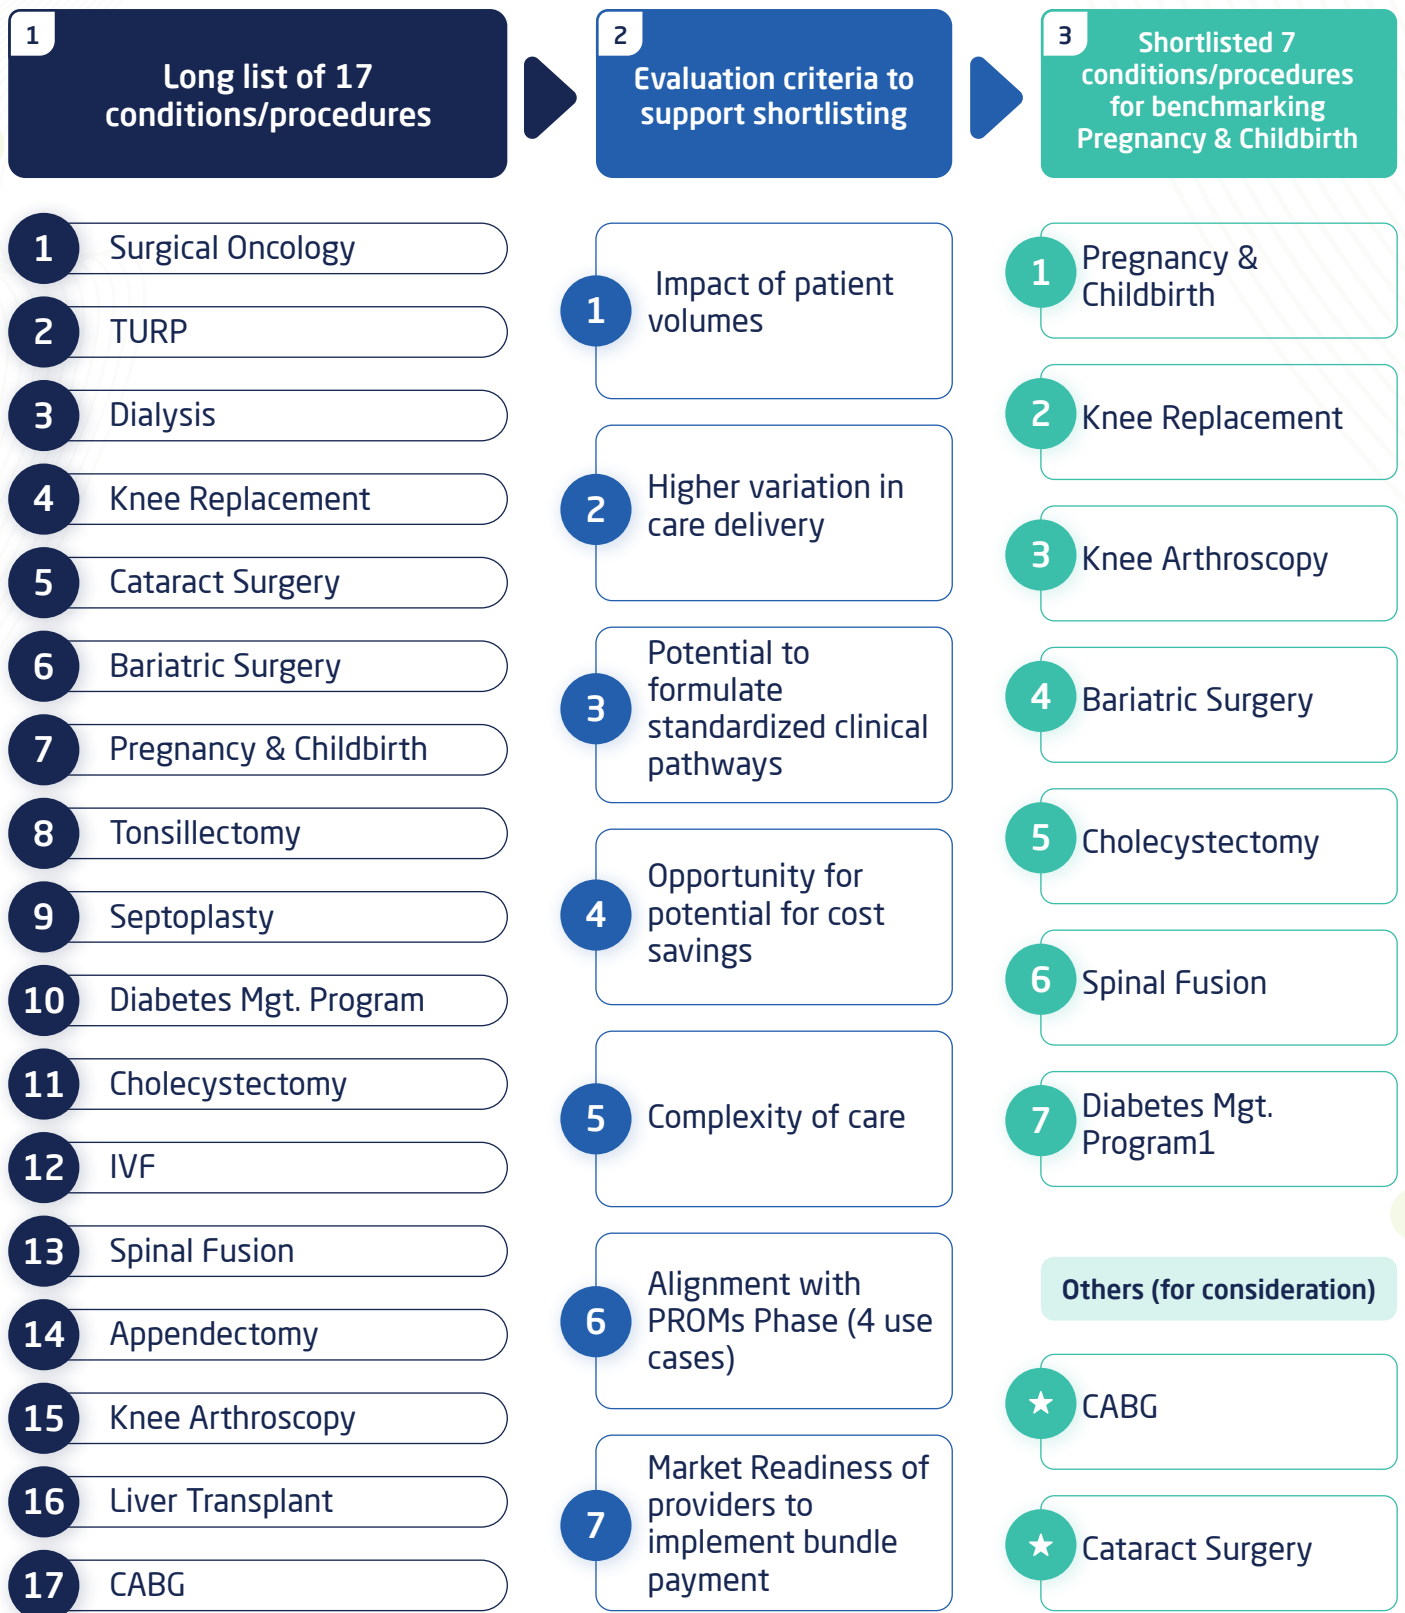 1
Long list of 17
conditions/procedures
2
Evaluation criteria to
support shortlisting
3
Shortlisted 7
conditions/procedures
for benchmarking
Pregnancy & Childbirth
1 Surgical Oncology
2 TURP
3 Dialysis
4 Knee Replacement
5 Cataract Surgery
6 Bariatric Surgery
7 Pregnancy & Childbirth
8 Tonsillectomy
9 Septoplasty
10 Diabetes Mgt. Program
11 Cholecystectomy
12 IVF
13 Spinal Fusion
14 Appendectomy
15 Knee Arthroscopy
16 Liver Transplant
17 CABG
1 Impact of patient
volumes
2 Higher variation in
care delivery
3 Potential to
formulate
standardized clinical
pathways
4 Opportunity for
potential for cost
savings
5 Complexity of care
6 Alignment with
PROMs Phase (4 use
cases)
7 Market Readiness of
providers to
implement bundle
payment
1 Pregnancy &
Childbirth
2 Knee Replacement
3 Knee Arthroscopy
4 Bariatric Surgery
5 Cholecystectomy
6 Spinal Fusion
7 Diabetes Mgt.
Program1
Others (for consideration)
CABG
Cataract Surgery